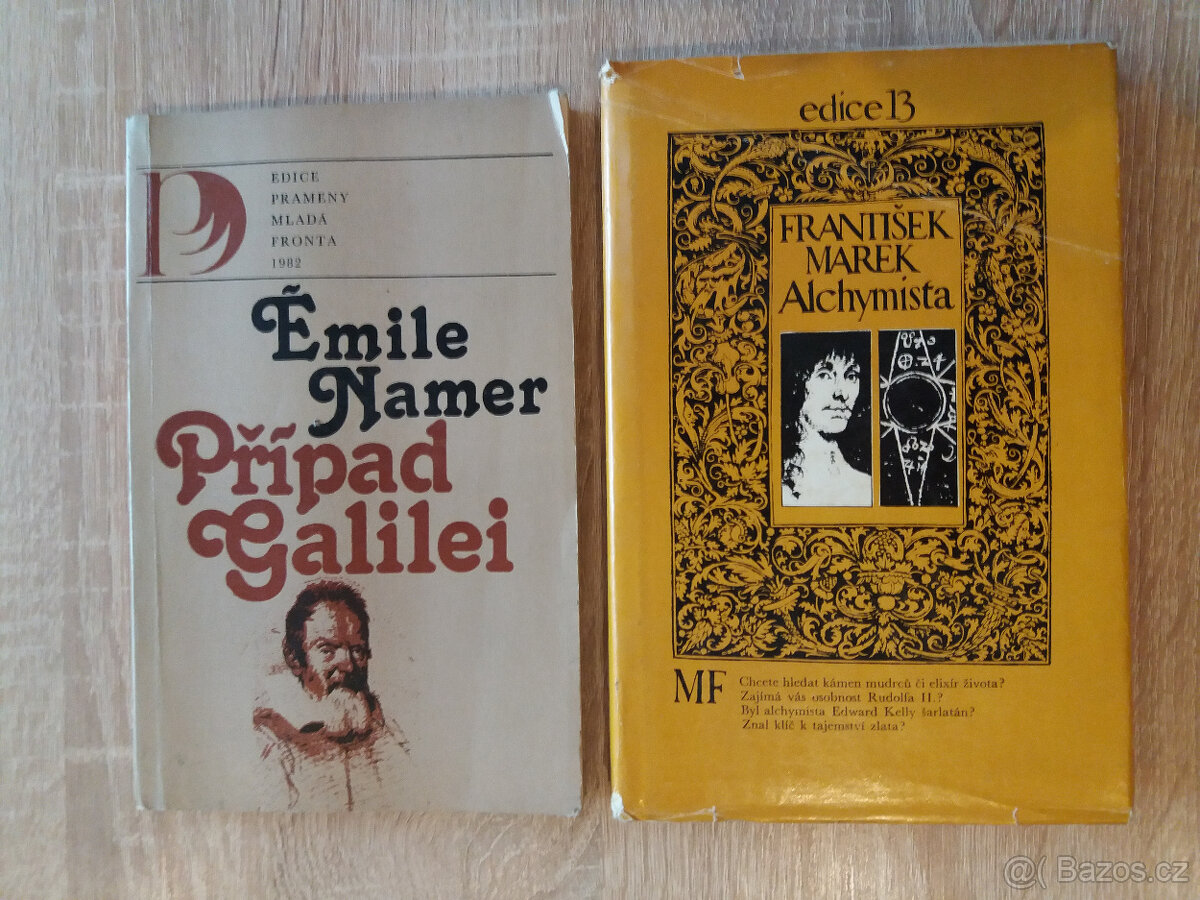 EDICE
PRAMENY
MLADÁ
FRONTA
1982
Émile
Namer
Případ
Galilei
edice 13
FRANTIŠEK
MAREK
Alchymista
MF
Chcete hledat kámen mudrců či elixír života?
Zajímá vás osobnost Rudolfa II.?
Byl alchymista Edward Kelly šarlatán?
Znal klíč k tajemství zlata?
Bazos.cz